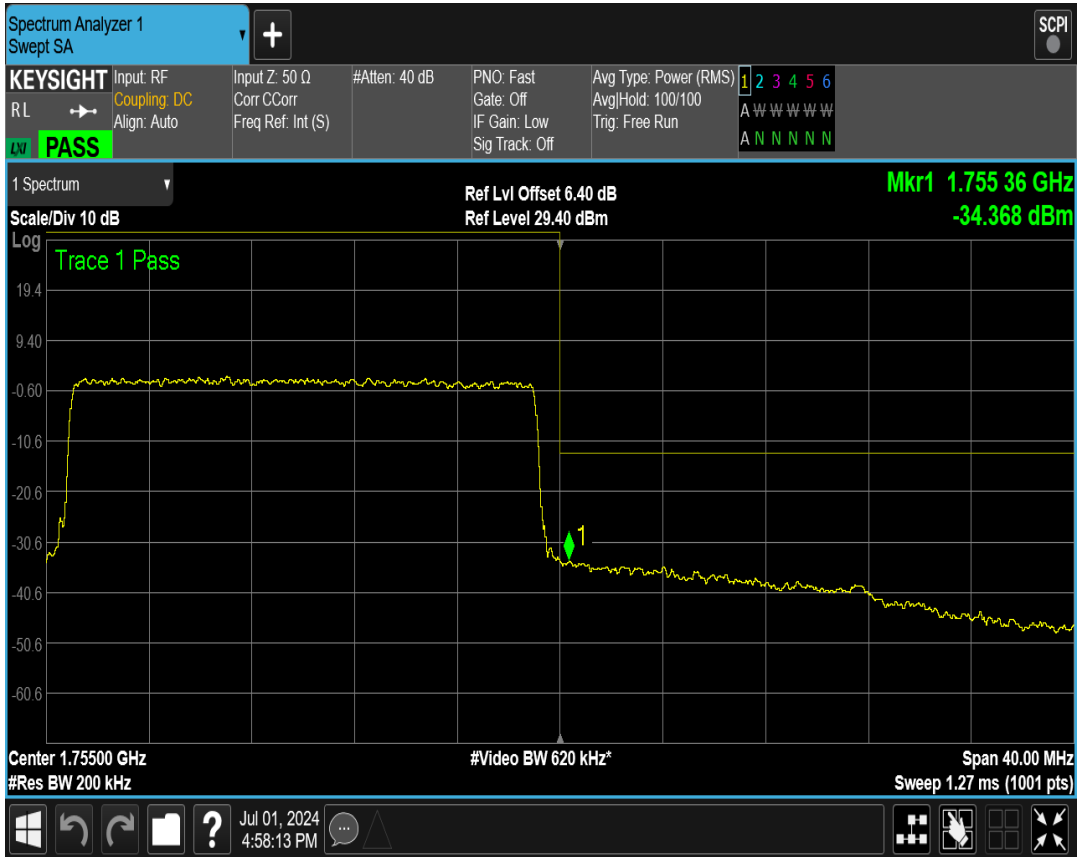 Spectrum Analyzer 1
Swept SA
SCPI
KEYSIGHT
RL
LXI PASS
Input: RF
Coupling: DC
Align: Auto
Input Z: 50 Ω
Corr CCorr
Freq Ref: Int (S)
#Atten: 40 dB
PNO: Fast
Gate: Off
IF Gain: Low
Sig Track: Off
Avg Type: Power (RMS)
Avg|Hold: 100/100
Trig: Free Run
1 2 3 4 5 6
A W W W W W
A N N N N N
1 Spectrum
Scale/Div 10 dB
Ref Lvl Offset 6.40 dB
Ref Level 29.40 dBm
Mkr1 1.755 36 GHz
-34.368 dBm
Log
Trace 1 Pass
19.4
9.40
-0.60
-10.6
-20.6
-30.6
1
-40.6
-50.6
-60.6
Center 1.75500 GHz
#Video BW 620 kHz*
Span 40.00 MHz
#Res BW 200 kHz
Sweep 1.27 ms (1001 pts)
Jul 01, 2024
4:58:13 PM